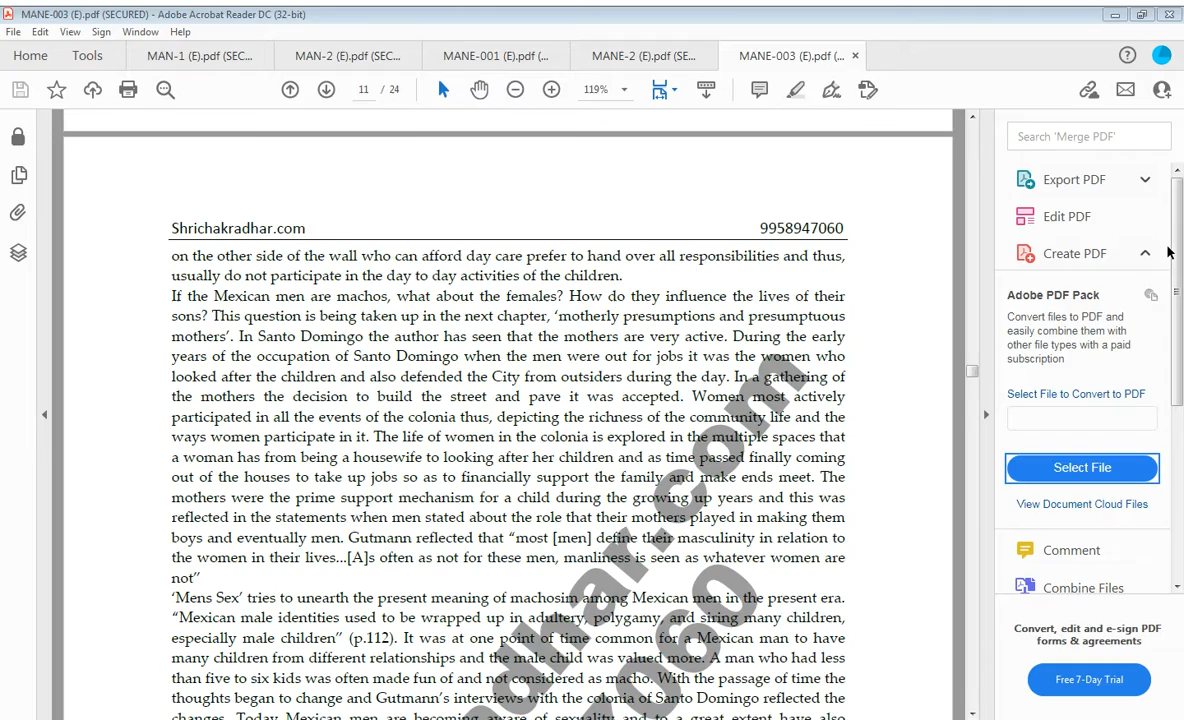 MANE-003 (E).pdf (SECURED) - Adobe Acrobat Reader DC (32-bit)
File Edit View Sign Window Help
Home Tools MAN-1 (E).pdf (SEC... MAN-2 (E).pdf (SEC... MANE-001 (E).pdf (... MANE-2 (E).pdf (SE... MANE-003 (E).pdf (... ×
11 / 24 119%
Search 'Merge PDF'
Export PDF
Edit PDF
Create PDF
Adobe PDF Pack
Convert files to PDF and
easily combine them with
other file types with a paid
subscription
Select File to Convert to PDF
Select File
View Document Cloud Files
Comment
Combine Files
Convert, edit and e-sign PDF
forms & agreements
Free 7-Day Trial
Shrichakradhar.com 9958947060
on the other side of the wall who can afford day care prefer to hand over all responsibilities and thus,
usually do not participate in the day to day activities of the children.
If the Mexican men are machos, what about the females? How do they influence the lives of their
sons? This question is being taken up in the next chapter, 'motherly presumptions and presumptuous
mothers'. In Santo Domingo the author has seen that the mothers are very active. During the early
years of the occupation of Santo Domingo when the men were out for jobs it was the women who
looked after the children and also defended the City from outsiders during the day. In a gathering of
the mothers the decision to build the street and pave it was accepted. Women most actively
participated in all the events of the colonia thus, depicting the richness of the community life and the
ways women participate in it. The life of women in the colonia is explored in the multiple spaces that
a woman has from being a housewife to looking after her children and as time passed finally coming
out of the houses to take up jobs so as to financially support the family and make ends meet. The
mothers were the prime support mechanism for a child during the growing up years and this was
reflected in the statements when men stated about the role that their mothers played in making them
boys and eventually men. Gutmann reflected that "most [men] define their masculinity in relation to
the women in their lives...[A]s often as not for these men, manliness is seen as whatever women are
not"
'Mens Sex' tries to unearth the present meaning of machosim among Mexican men in the present era.
"Mexican male identities used to be wrapped up in adultery, polygamy, and siring many children,
especially male children" (p.112). It was at one point of time common for a Mexican man to have
many children from different relationships and the male child was valued more. A man who had less
than five to six kids was often made fun of and not considered as macho. With the passage of time the
thoughts began to change and Gutmann's interviews with the colonia of Santo Domingo reflected the
changes. Today Mexican men are becoming aware of sexuality and to a great extent have also
adhar.com
7060